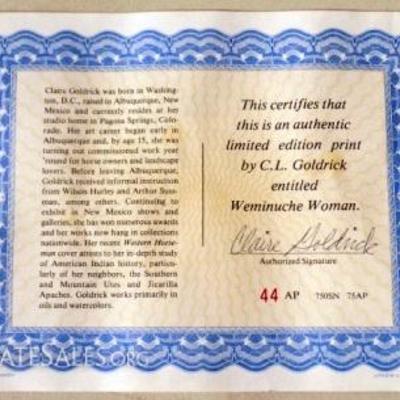 Claire Goldrick was born in Washing-
ton, D.C., raised in Albuquerque, New
Mexico and currently resides at her
studio home in Pagosa Springs, Colo-
rado. Her art career began early in
Albuquerque and, by age 15, she was
turning out commissioned work year
'round for horse owners and landscape
lovers. Before leaving Albuquerque,
Goldrick received informal instruction
from Wilson Hurley and Arthur Suss-
man, among others. Continuing to
exhibit in New Mexico shows and
galleries, she has won numerous awards
and her works now hang in collections
nationwide. Her recent Western Horse-
man cover attests to her in-depth study
of American Indian history, particu-
larly of her neighbors, the Southern
and Mountain Utes and Jicarilla
Apaches. Goldrick works primarily in
oils and watercolors.
This certifies that
this is an authentic
limited edition print
by C.L. Goldrick
entitled
Weminuche Woman.
Claire Goldrick
Authorized Signature
44 AP 750SN 75AP
ATESALES.ORG